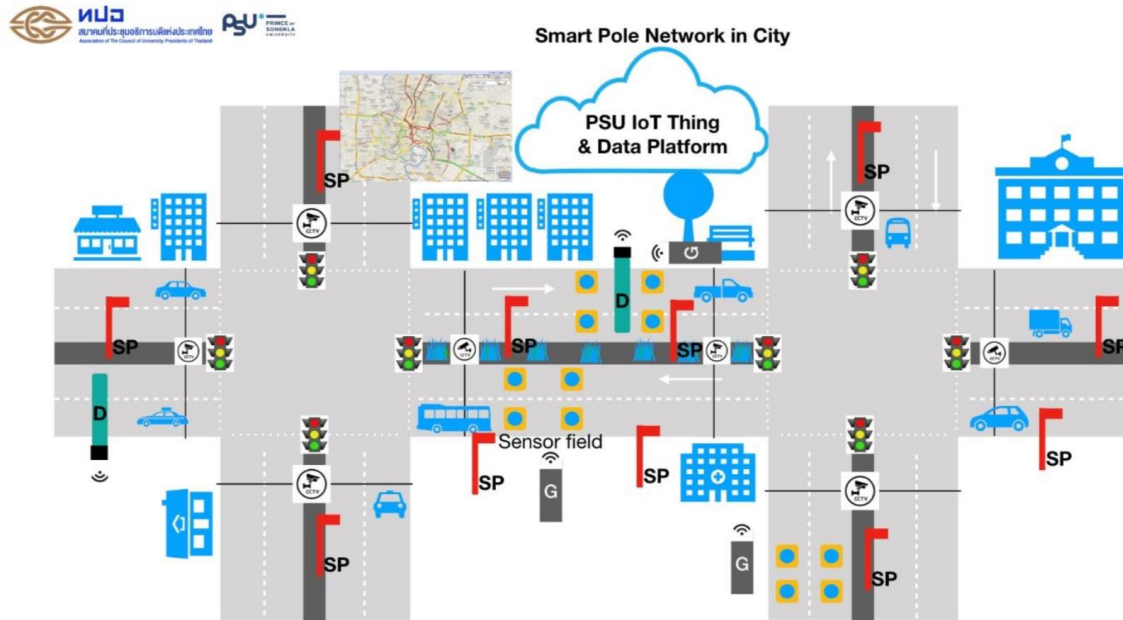 ทปอ
สมาคมที่ประชุมอธิการบดีแห่งประเทศไทย
Association of The Council of University Presidents of Thailand
PSU
PRINCE OF
SONGKLA
UNIVERSITY
Smart Pole Network in City
PSU IoT Thing
& Data Platform
SP
SP
CCTV
CCTV
G
D
SP
SP
SP
SP
CCTV
CCTV
CCTV
CCTV
D
Sensor field
SP
SP
SP
G
CCTV
CCTV
G
SP
SP